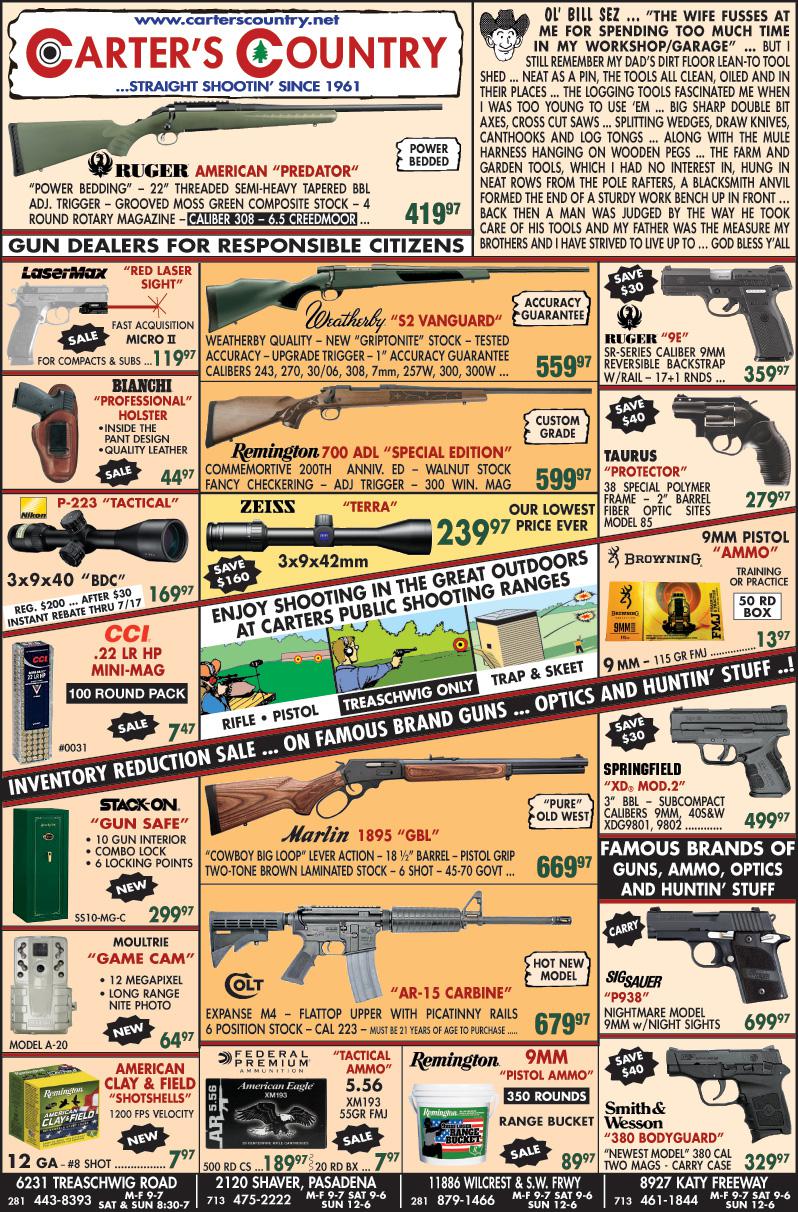 www.carterscountry.net
CARTER'S COUNTRY
...STRAIGHT SHOOTIN' SINCE 1961
POWER
BEDDED
RUGER AMERICAN "PREDATOR"
"POWER BEDDING" – 22" THREADED SEMI-HEAVY TAPERED BBL
ADJ. TRIGGER – GROOVED MOSS GREEN COMPOSITE STOCK – 4
ROUND ROTARY MAGAZINE – CALIBER 308 – 6.5 CREEDMOOR ...
419 97
GUN DEALERS FOR RESPONSIBLE CITIZENS
OL' BILL SEZ ... "THE WIFE FUSSES AT
ME FOR SPENDING TOO MUCH TIME
IN MY WORKSHOP/GARAGE" ... BUT I
STILL REMEMBER MY DAD'S DIRT FLOOR LEAN-TO TOOL
SHED ... NEAT AS A PIN, THE TOOLS ALL CLEAN, OILED AND IN
THEIR PLACES ... THE LOGGING TOOLS FASCINATED ME WHEN
I WAS TOO YOUNG TO USE 'EM ... BIG SHARP DOUBLE BIT
AXES, CROSS CUT SAWS ... SPLITTING WEDGES, DRAW KNIVES,
CANTHOOKS AND LOG TONGS ... ALONG WITH THE MULE
HARNESS HANGING ON WOODEN PEGS ... THE FARM AND
GARDEN TOOLS, WHICH I HAD NO INTEREST IN, HUNG IN
NEAT ROWS FROM THE POLE RAFTERS, A BLACKSMITH ANVIL
FORMED THE END OF A STURDY WORK BENCH UP IN FRONT ...
BACK THEN A MAN WAS JUDGED BY THE WAY HE TOOK
CARE OF HIS TOOLS AND MY FATHER WAS THE MEASURE MY
BROTHERS AND I HAVE STRIVED TO LIVE UP TO ... GOD BLESS Y'ALL
LASERMAX
"RED LASER
SIGHT"
SALE
FAST ACQUISITION
MICRO II
FOR COMPACTS & SUBS ... 119 97
BIANCHI
"PROFESSIONAL"
HOLSTER
• INSIDE THE
PANT DESIGN
• QUALITY LEATHER
SALE
44 97
Nikon
P-223 "TACTICAL"
3x9x40 "BDC"
REG. $200 ... AFTER $30
INSTANT REBATE THRU 7/17
169 97
CCI
.22 LR HP
MINI-MAG
100 ROUND PACK
SALE
7 47
#0031
Weatherby "S2 VANGUARD"
ACCURACY
GUARANTEE
WEATHERBY QUALITY – NEW "GRIPTONITE" STOCK – TESTED
ACCURACY – UPGRADE TRIGGER – 1" ACCURACY GUARANTEE
CALIBERS 243, 270, 30/06, 308, 7mm, 257W, 300, 300W ...
559 97
CUSTOM
GRADE
Remington 700 ADL "SPECIAL EDITION"
COMMEMORTIVE 200TH ANNIV. ED – WALNUT STOCK
FANCY CHECKERING – ADJ TRIGGER – 300 WIN. MAG
599 97
ZEISS "TERRA"
239 97
OUR LOWEST
PRICE EVER
SAVE
$160
3x9x42mm
ENJOY SHOOTING IN THE GREAT OUTDOORS
AT CARTERS PUBLIC SHOOTING RANGES
RIFLE • PISTOL
TREASCHWIG ONLY
TRAP & SKEET
SAVE
$30
RUGER "9E"
SR-SERIES CALIBER 9MM
REVERSIBLE BACKSTRAP
W/RAIL – 17+1 RNDS ...
359 97
SAVE
$40
TAURUS
"PROTECTOR"
38 SPECIAL POLYMER
FRAME – 2" BARREL
FIBER OPTIC SITES
MODEL 85
279 97
9MM PISTOL
BROWNING "AMMO"
TRAINING
OR PRACTICE
BROWNING
9MM
FMJ
50 RD
BOX
13 97
9 MM – 115 GR FMJ
INVENTORY REDUCTION SALE ... ON FAMOUS BRAND GUNS ... OPTICS AND HUNTIN' STUFF ..!
STACK-ON
"GUN SAFE"
• 10 GUN INTERIOR
• COMBO LOCK
• 6 LOCKING POINTS
NEW
SS10-MG-C
299 97
MOULTRIE
"GAME CAM"
• 12 MEGAPIXEL
• LONG RANGE
NITE PHOTO
NEW
MODEL A-20
64 97
AMERICAN
CLAY & FIELD
"SHOTSHELLS"
1200 FPS VELOCITY
Remington
AMERICAN
CLAY & FIELD
NEW
12 GA – #8 SHOT ................ 7 97
"PURE"
OLD WEST
Marlin 1895 "GBL"
"COWBOY BIG LOOP" LEVER ACTION – 18 ½" BARREL – PISTOL GRIP
TWO-TONE BROWN LAMINATED STOCK – 6 SHOT – 45-70 GOVT ...
669 97
HOT NEW
MODEL
COLT "AR-15 CARBINE"
EXPANSE M4 – FLATTOP UPPER WITH PICATINNY RAILS
6 POSITION STOCK – CAL 223 – MUST BE 21 YEARS OF AGE TO PURCHASE .....
679 97
FEDERAL
PREMIUM
AMMUNITION
"TACTICAL
AMMO"
5.56
XM193
55GR FMJ
American Eagle
XM193
AR 5.56
SALE
500 RD CS ... 189 97
20 RD BX ... 7 97
Remington 9MM
"PISTOL AMMO"
350 ROUNDS
RANGE BUCKET
Remington
RANGE
BUCKET
SALE
89 97
SAVE
$30
SPRINGFIELD
"XD® MOD.2"
3" BBL – SUBCOMPACT
CALIBERS 9MM, 40S&W
XDG9801, 9802 ............
499 97
FAMOUS BRANDS OF
GUNS, AMMO, OPTICS
AND HUNTIN' STUFF
CARRY
SIG SAUER
"P938"
NIGHTMARE MODEL
9MM w/NIGHT SIGHTS
699 97
SAVE
$40
Smith &
Wesson
"380 BODYGUARD"
"NEWEST MODEL" 380 CAL
TWO MAGS - CARRY CASE
329 97
6231 TREASCHWIG ROAD
281 443-8393 M-F 9-7
SAT & SUN 8:30-7
2120 SHAVER, PASADENA
713 475-2222 M-F 9-7 SAT 9-6
SUN 12-6
11886 WILCREST & S.W. FRWY
281 879-1466 M-F 9-7 SAT 9-6
SUN 12-6
8927 KATY FREEWAY
713 461-1844 M-F 9-7 SAT 9-6
SUN 12-6